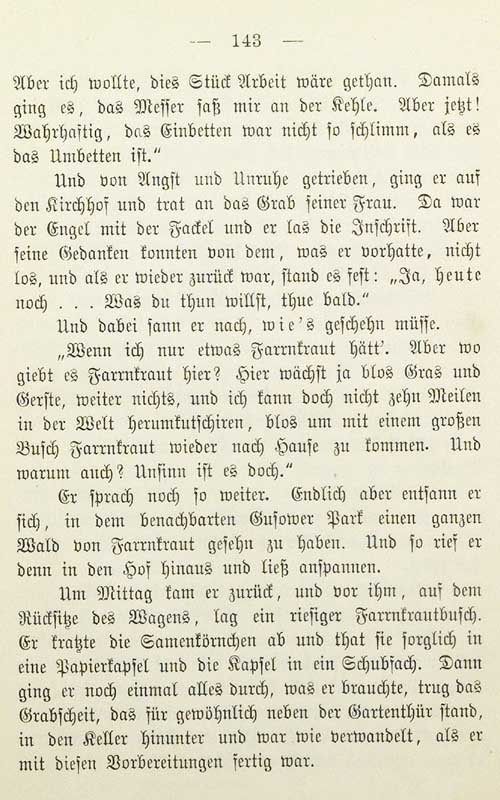 — 143 —
Aber ich wollte, dies Stück Arbeit wäre gethan. Damals
ging es, das Messer saß mir an der Kehle. Aber jetzt!
Wahrhaftig, das Einbetten war nicht so schlimm, als es
das Umbetten ist.“
Und von Angst und Unruhe getrieben, ging er auf
den Kirchhof und trat an das Grab seiner Frau. Da war
der Engel mit der Fackel und er las die Inschrift. Aber
seine Gedanken konnten von dem, was er vorhatte, nicht
los, und als er wieder zurück war, stand es fest: „Ja, heute
noch . . . Was du thun willst, thue bald.“
Und dabei sann er nach, wie's geschehn müsse.
„Wenn ich nur etwas Farrnkraut hätt'. Aber wo
giebt es Farrnkraut hier? Hier wächst ja blos Gras und
Gerste, weiter nichts, und ich kann doch nicht zehn Meilen
in der Welt herumkutschiren, blos um mit einem großen
Busch Farrnkraut wieder nach Hause zu kommen. Und
warum auch? Unsinn ist es doch.“
Er sprach noch so weiter. Endlich aber entsann er
sich, in dem benachbarten Gusower Park einen ganzen
Wald von Farrnkraut gesehn zu haben. Und so rief er
denn in den Hof hinaus und ließ anspannen.
Um Mittag kam er zurück, und vor ihm, auf dem
Rücksitze des Wagens, lag ein riesiger Farrnkrautbusch.
Er kratzte die Samenkörnchen ab und that sie sorglich in
eine Papierkapsel und die Kapsel in ein Schubfach. Dann
ging er noch einmal alles durch, was er brauchte, trug das
Grabscheit, das für gewöhnlich neben der Gartenthür stand,
in den Keller hinunter und war wie verwandelt, als er
mit diesen Vorbereitungen fertig war.